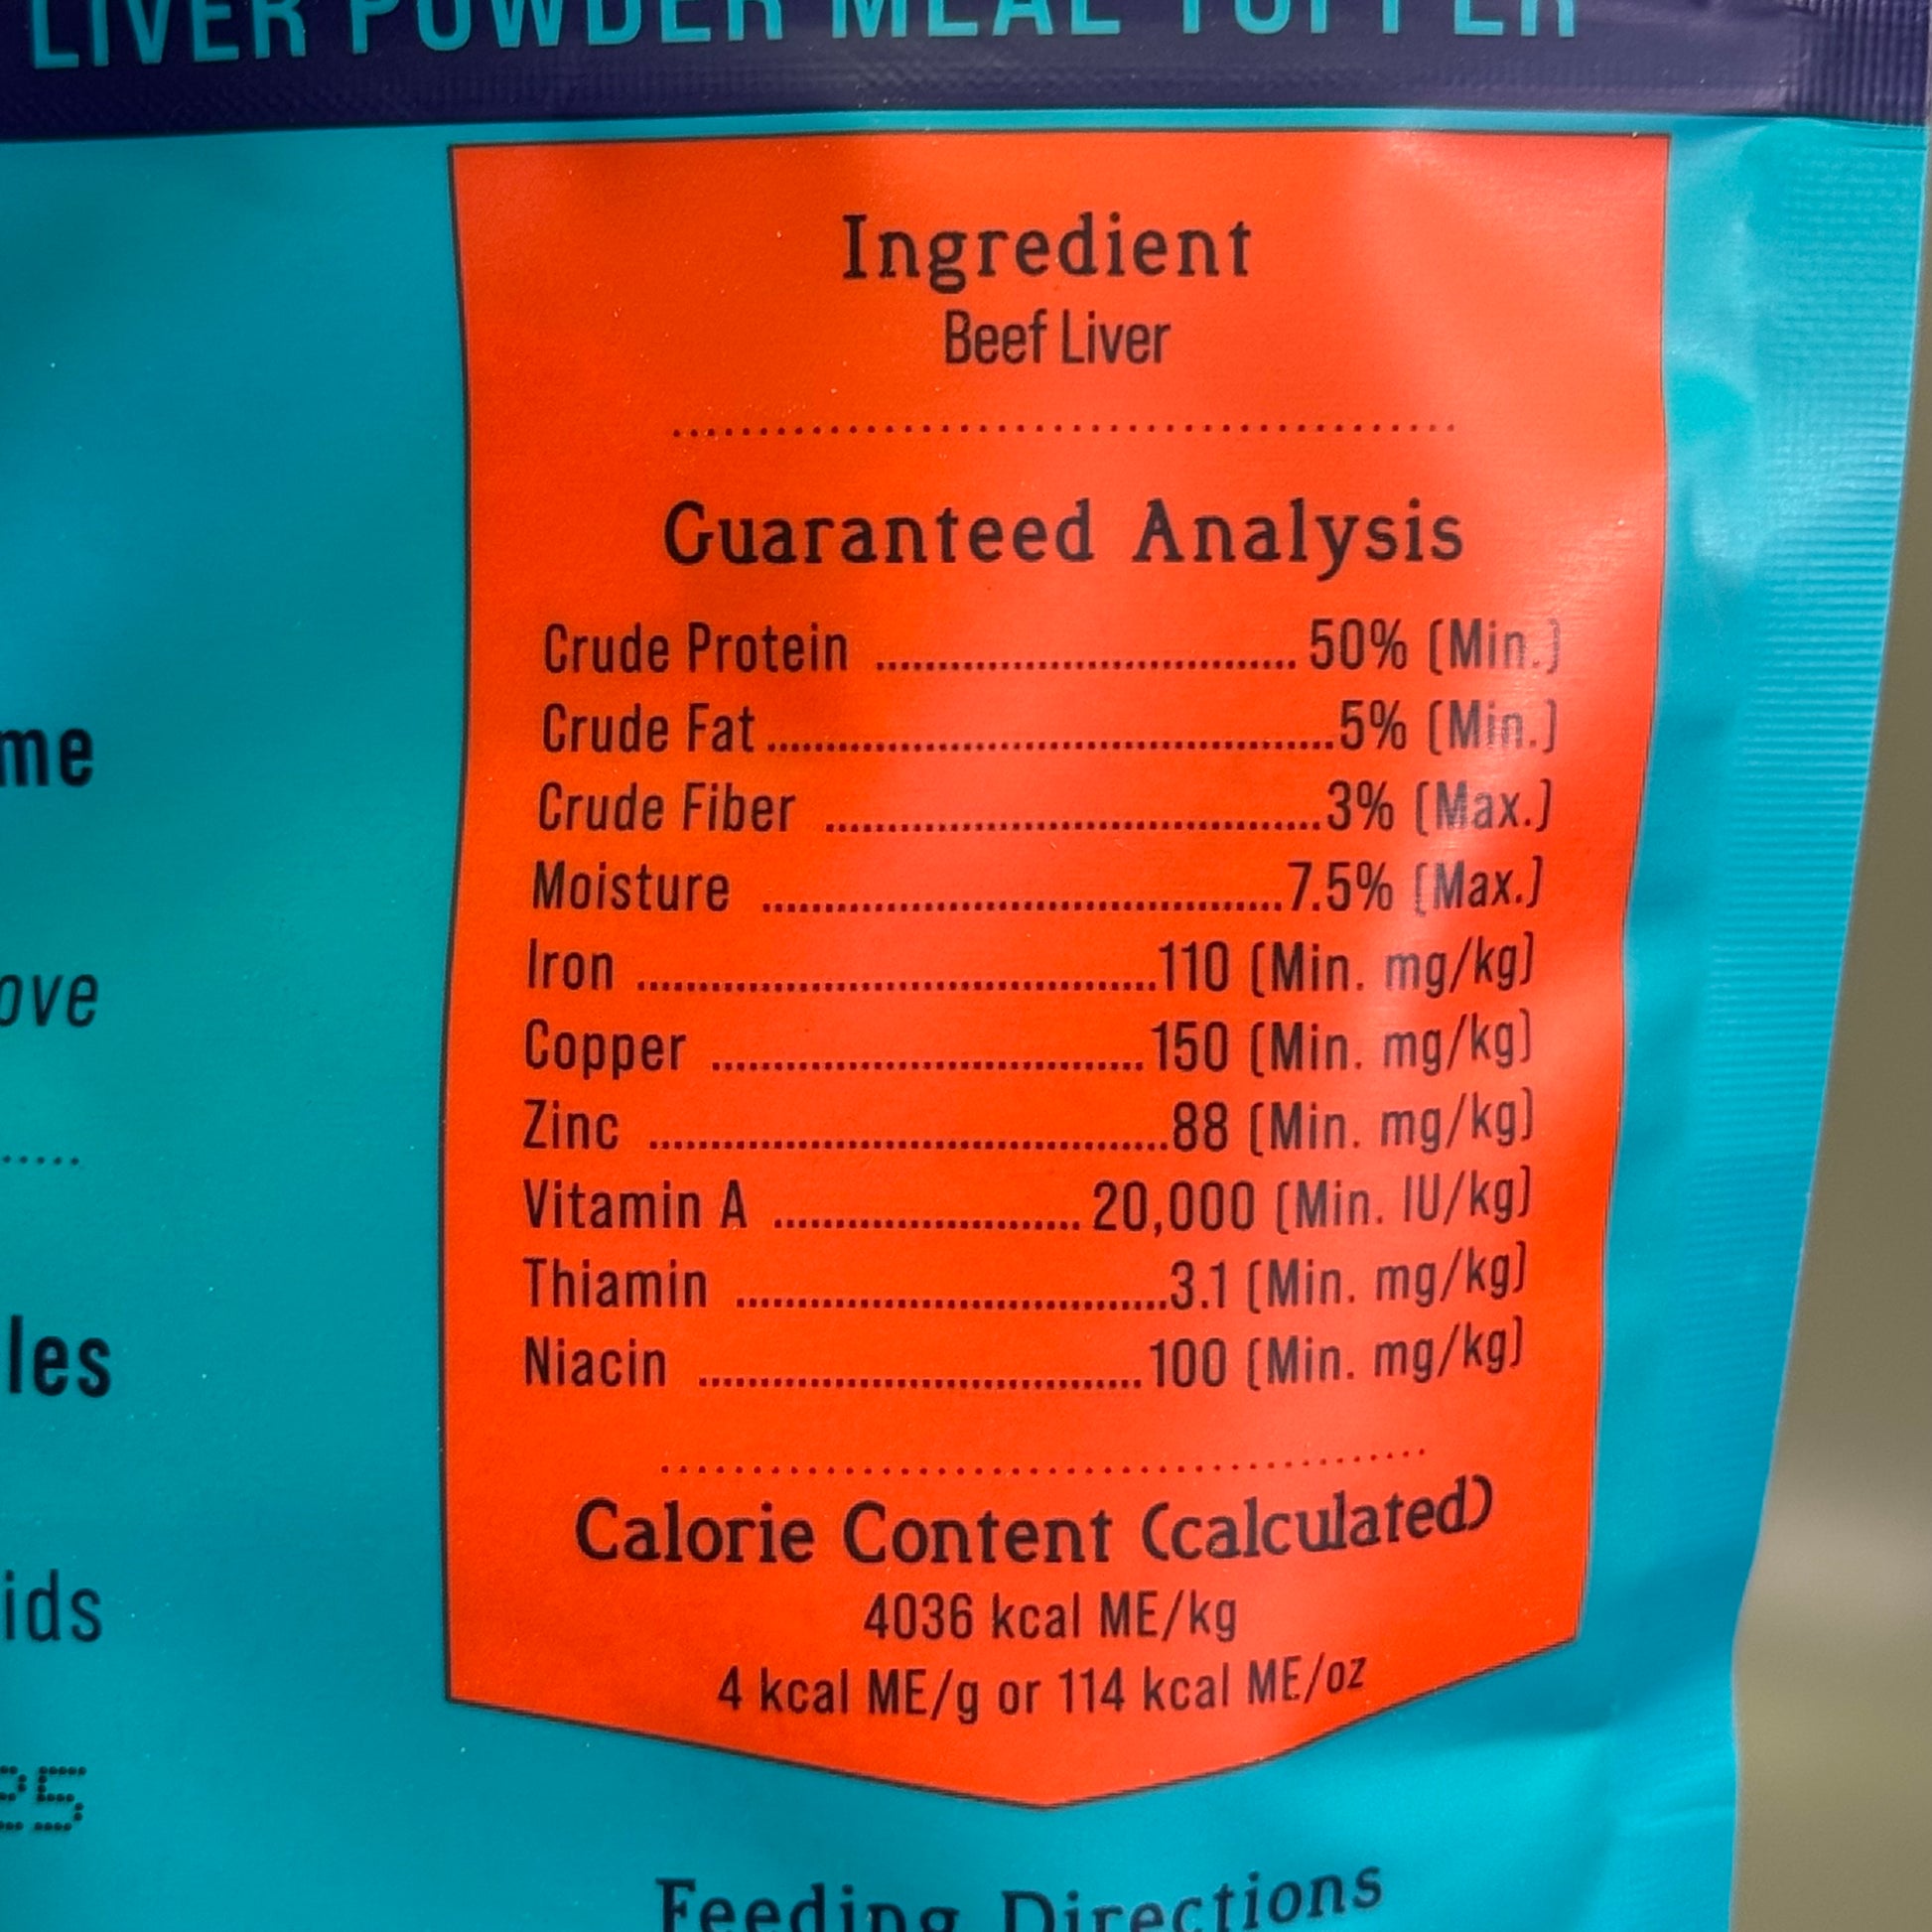 LIVER POWDER MEAL TOPPER
Ingredient
Beef Liver
Guaranteed Analysis
Crude Protein ........ 50% (Min.)
Crude Fat ........ 5% (Min.)
Crude Fiber ........ 3% (Max.)
Moisture ........ 7.5% (Max.)
Iron ........ 110 (Min. mg/kg)
Copper ........ 150 (Min. mg/kg)
Zinc ........ 88 (Min. mg/kg)
Vitamin A ........ 20,000 (Min. IU/kg)
Thiamin ........ 3.1 (Min. mg/kg)
Niacin ........ 100 (Min. mg/kg)
Calorie Content (calculated)
4036 kcal ME/kg
4 kcal ME/g or 114 kcal ME/oz
Feeding Directions
me
ove
les
ids
25